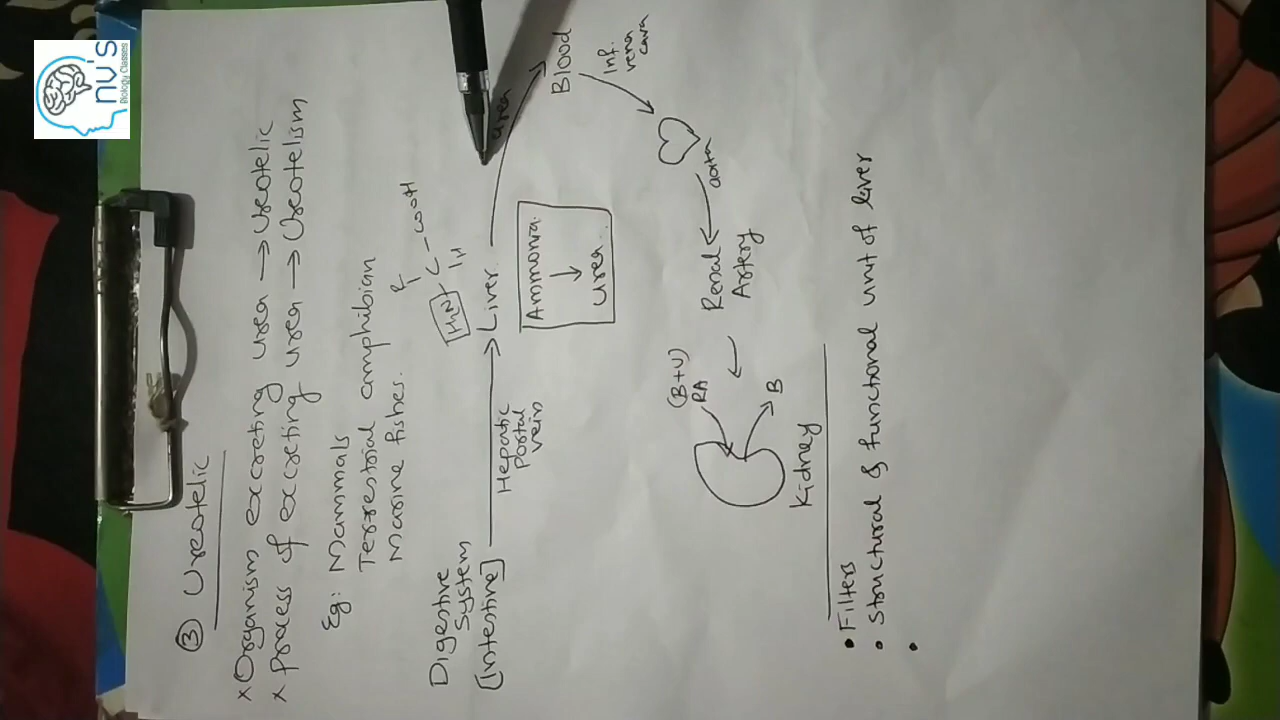 nu's
Biology Classes
③ Ureotelic
x Organism excreting urea → Ureotelic
x Process of excreting urea → Ureotelism
Eg: Mammals
Terrestrial amphibian
Marine fishes.
R
H2N C - COOH
H
Digestive
System
[Intestine] → Liver
Hepatic
Portal
vein
urea
Blood
Inf.
vena
cava
Ammonia
↓
Urea
aorta
Renal
Artery
(B+U)
RA
B
Kidney
• Filters
• Structural & functional unit of liver
•